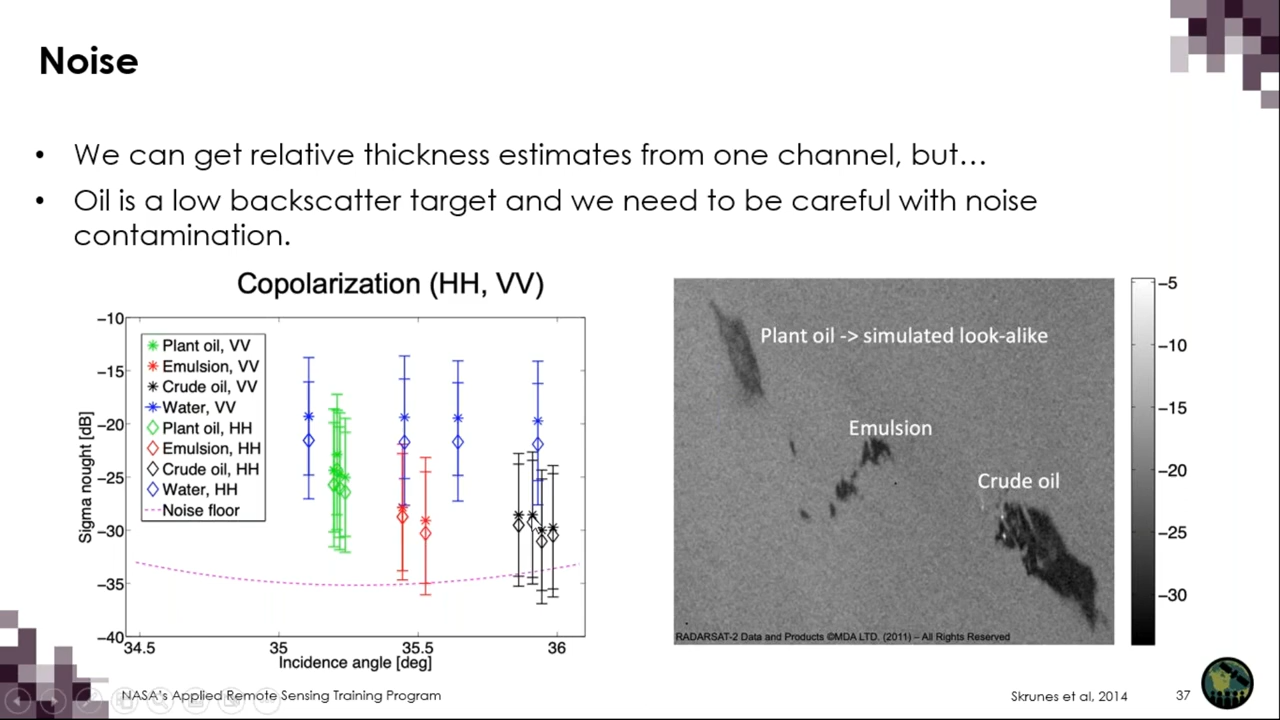 Noise
• We can get relative thickness estimates from one channel, but…
• Oil is a low backscatter target and we need to be careful with noise
contamination.
Copolarization (HH, VV)
Sigma nought [dB]
−10
−15
−20
−25
−30
−35
−40
Plant oil, VV
Emulsion, VV
Crude oil, VV
Water, VV
Plant oil, HH
Emulsion, HH
Crude oil, HH
Water, HH
Noise floor
34.5 35 35.5 36
Incidence angle [deg]
Plant oil -> simulated look-alike
Emulsion
Crude oil
RADARSAT-2 Data and Products ©MDA LTD. (2011) – All Rights Reserved
−5
−10
−15
−20
−25
−30
NASA's Applied Remote Sensing Training Program
Skrunes et al, 2014
37